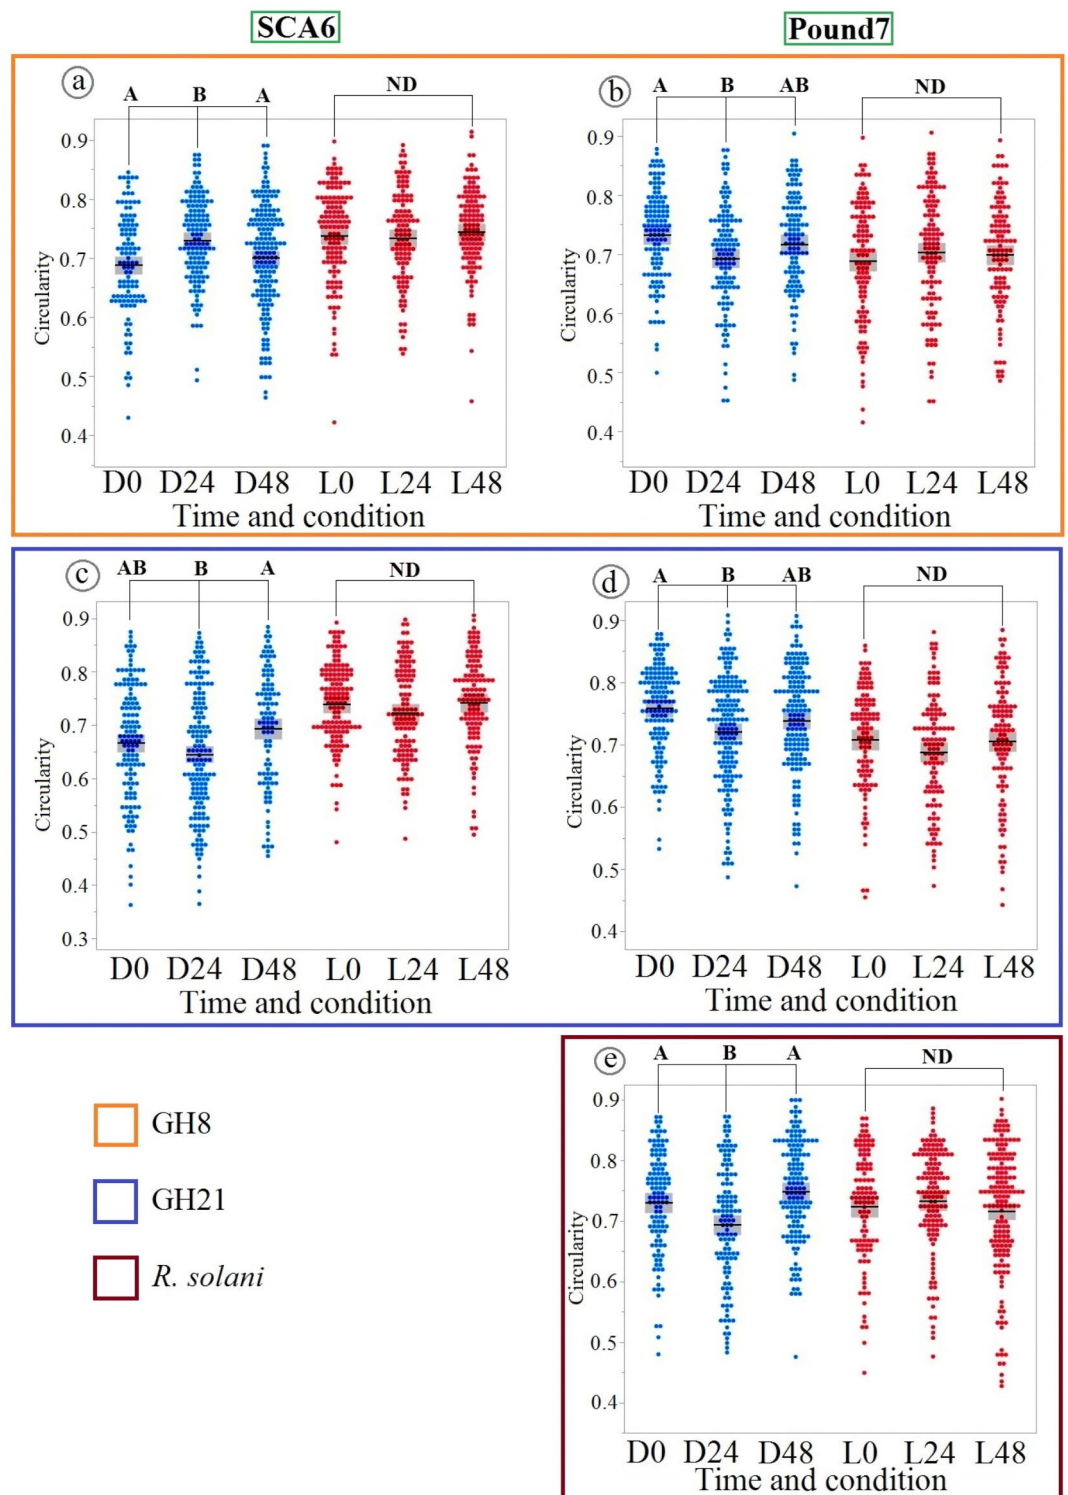 SCA6 Pound7
a A B A ND
0.9
0.8
0.7
0.6
0.5
0.4
Circularity
D0 D24 D48 L0 L24 L48
Time and condition
b A B AB ND
0.9
0.8
0.7
0.6
0.5
0.4
Circularity
D0 D24 D48 L0 L24 L48
Time and condition
c AB B A ND
0.9
0.8
0.7
0.6
0.5
0.4
0.3
Circularity
D0 D24 D48 L0 L24 L48
Time and condition
d A B AB ND
0.9
0.8
0.7
0.6
0.5
0.4
Circularity
D0 D24 D48 L0 L24 L48
Time and condition
GH8
GH21
R. solani
e A B A ND
0.9
0.8
0.7
0.6
0.5
0.4
Circularity
D0 D24 D48 L0 L24 L48
Time and condition